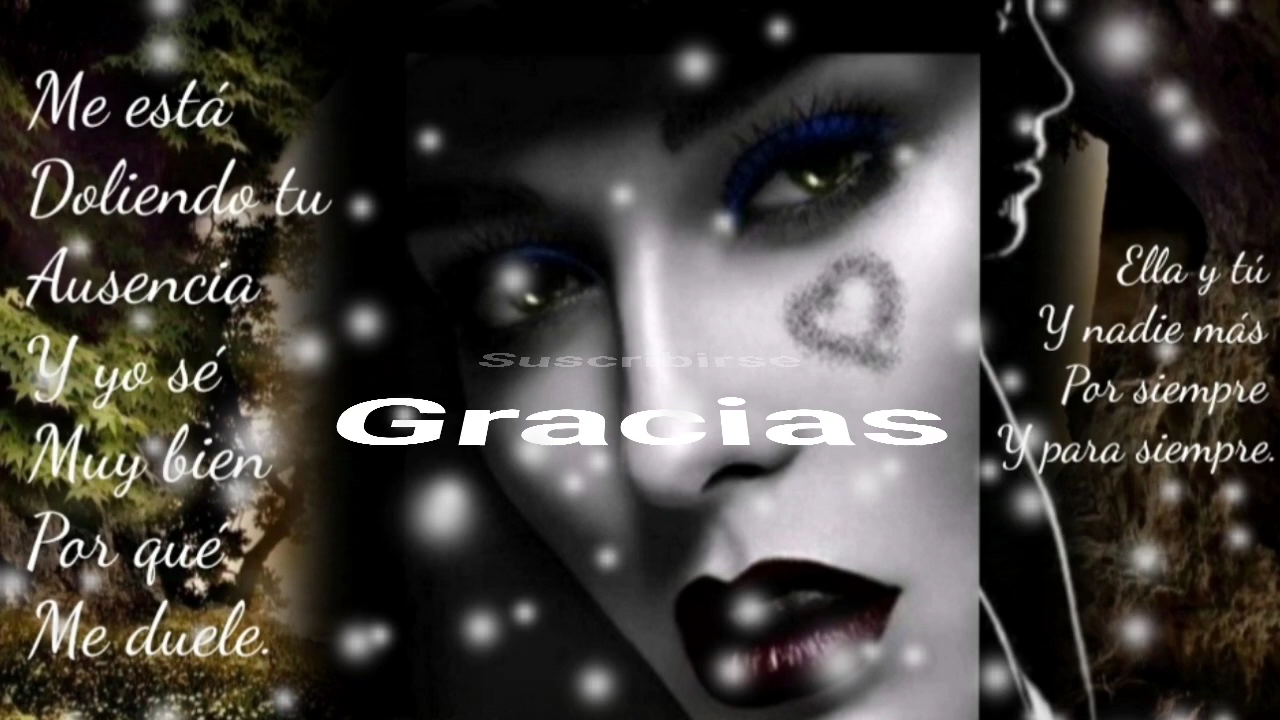 Me está
Doliendo tu
Ausencia
Y yo sé
Muy bien
Por qué
Me duele.
Suscribirse
Gracias
Ella y tú
Y nadie más
Por siempre
Y para siempre.